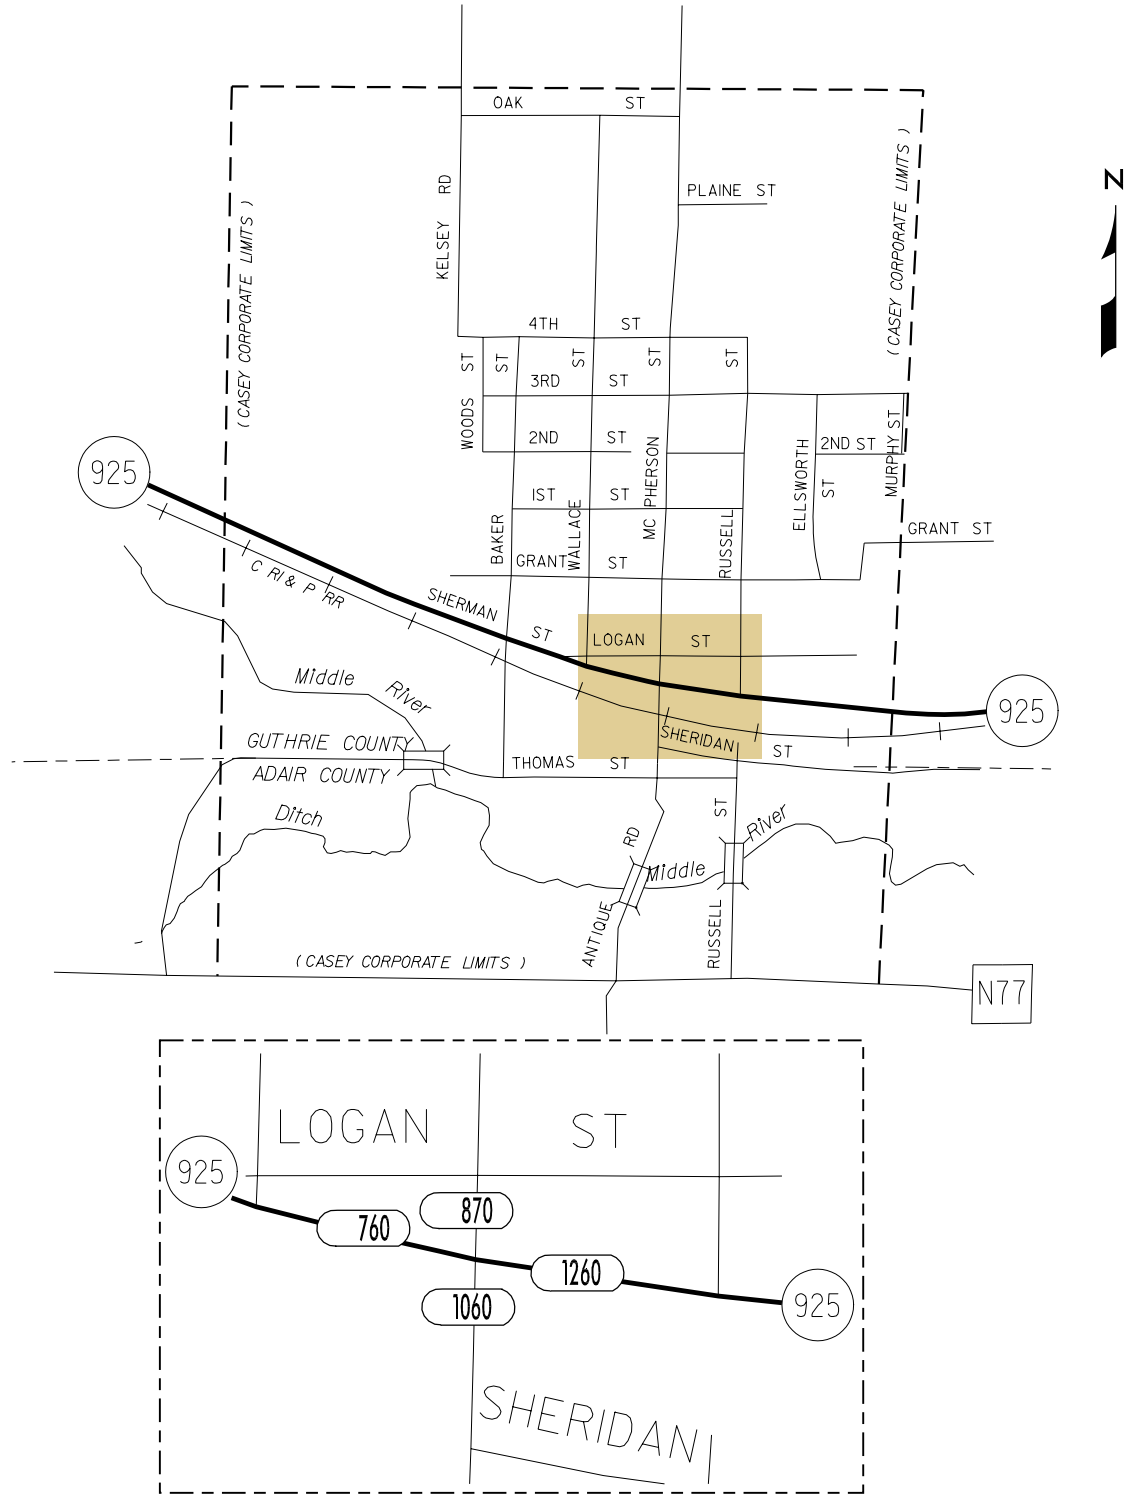 OAK ST
N
PLAINE ST
KELSEY RD
( CASEY CORPORATE LIMITS )
( CASEY CORPORATE LIMITS )
4TH ST
WOODS ST
ST
ST
ST
ST
3RD ST
2ND ST
2ND ST
MURPHY ST
ELLSWORTH ST
925
1ST ST
BAKER
WALLACE
MC PHERSON
RUSSELL
GRANT ST
GRANT ST
C RI & P RR
SHERMAN ST
LOGAN ST
Middle River
925
GUTHRIE COUNTY
SHERIDAN ST
ADAIR COUNTY
THOMAS ST
Ditch
ANTIQUE RD
RUSSELL ST
Middle River
( CASEY CORPORATE LIMITS )
N77
LOGAN ST
925
870
760
1260
1060
925
SHERIDAN